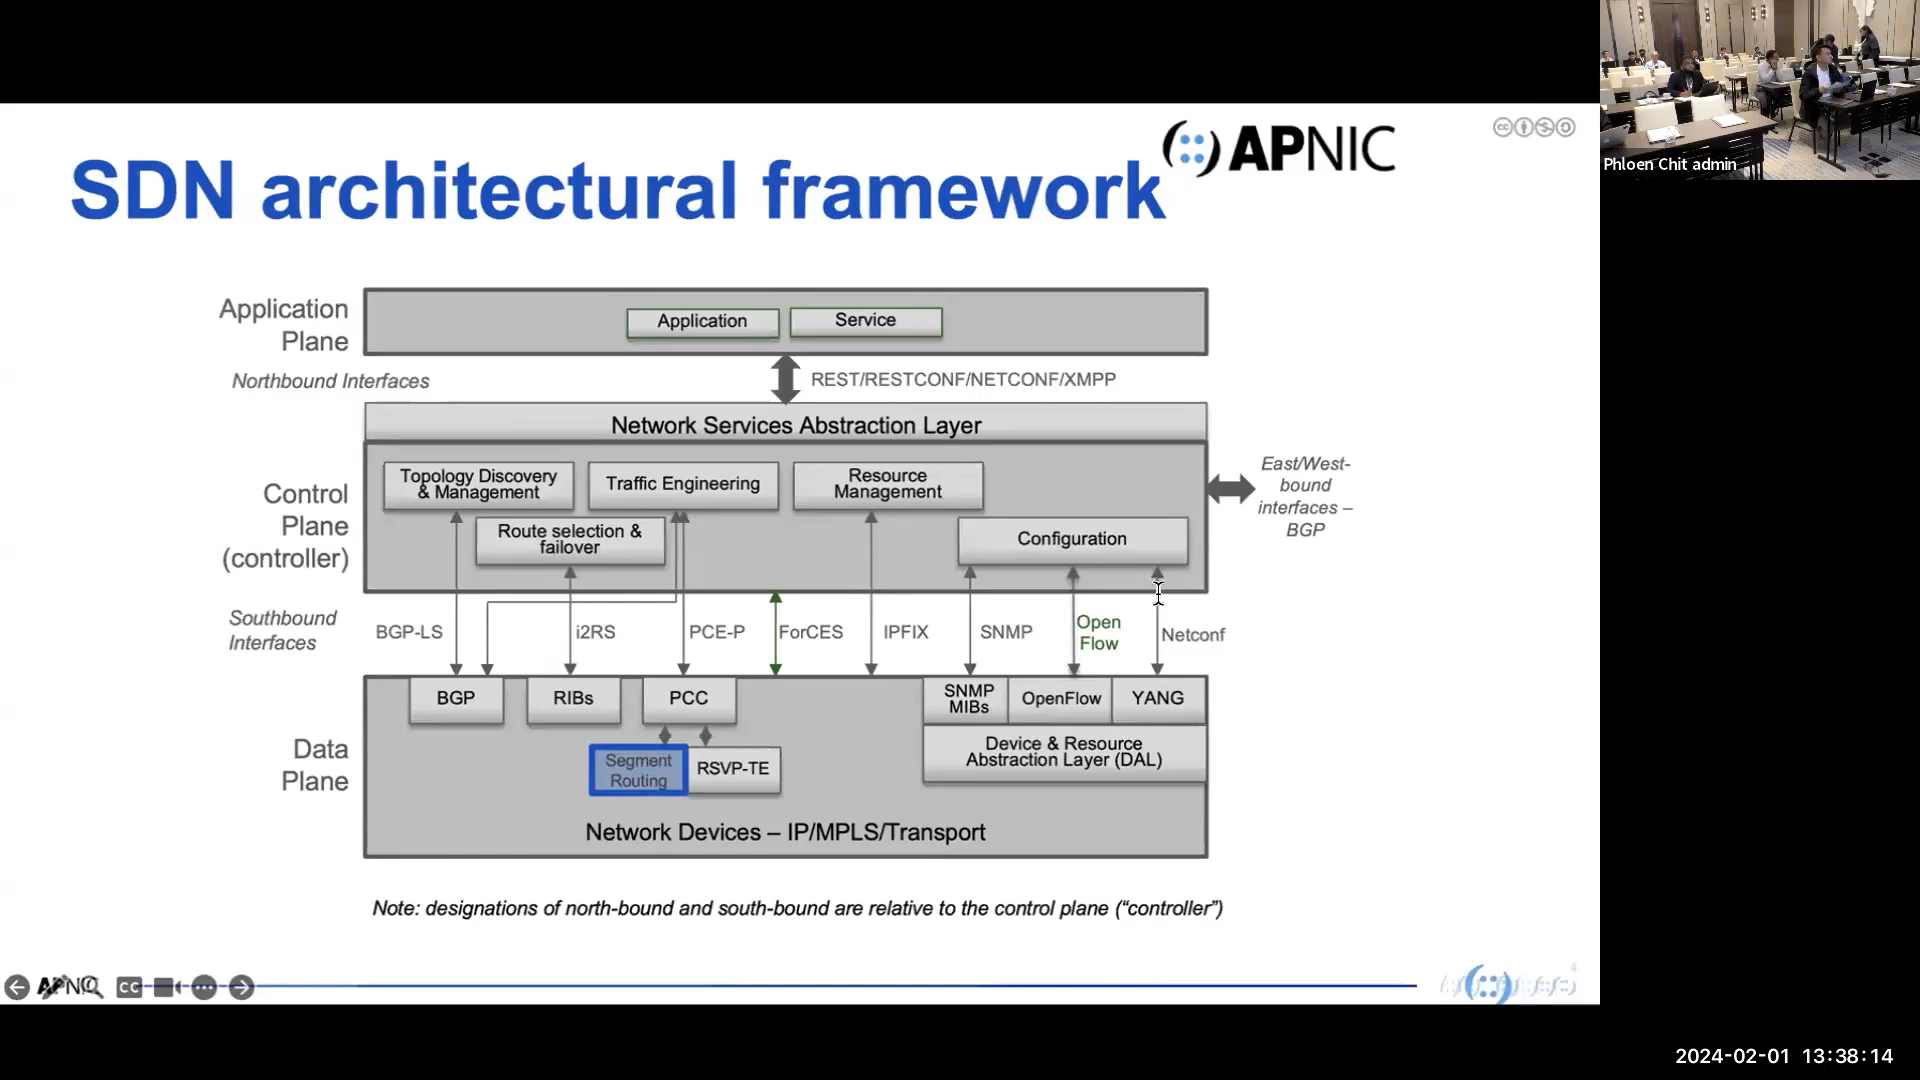 APNIC
SDN architectural framework
Phloen Chit admin
Application
Plane
Application
Service
Northbound Interfaces
REST/RESTCONF/NETCONF/XMPP
Network Services Abstraction Layer
Control
Plane
(controller)
Topology Discovery
& Management
Traffic Engineering
Resource
Management
Route selection &
failover
Configuration
East/West-
bound
interfaces –
BGP
Southbound
Interfaces
BGP-LS
i2RS
PCE-P
ForCES
IPFIX
SNMP
Open
Flow
Netconf
Data
Plane
BGP
RIBs
PCC
SNMP
MIBs
OpenFlow
YANG
Segment
Routing
RSVP-TE
Device & Resource
Abstraction Layer (DAL)
Network Devices – IP/MPLS/Transport
Note: designations of north-bound and south-bound are relative to the control plane (“controller”)
APNIC
CC
4
2024-02-01 13:38:14